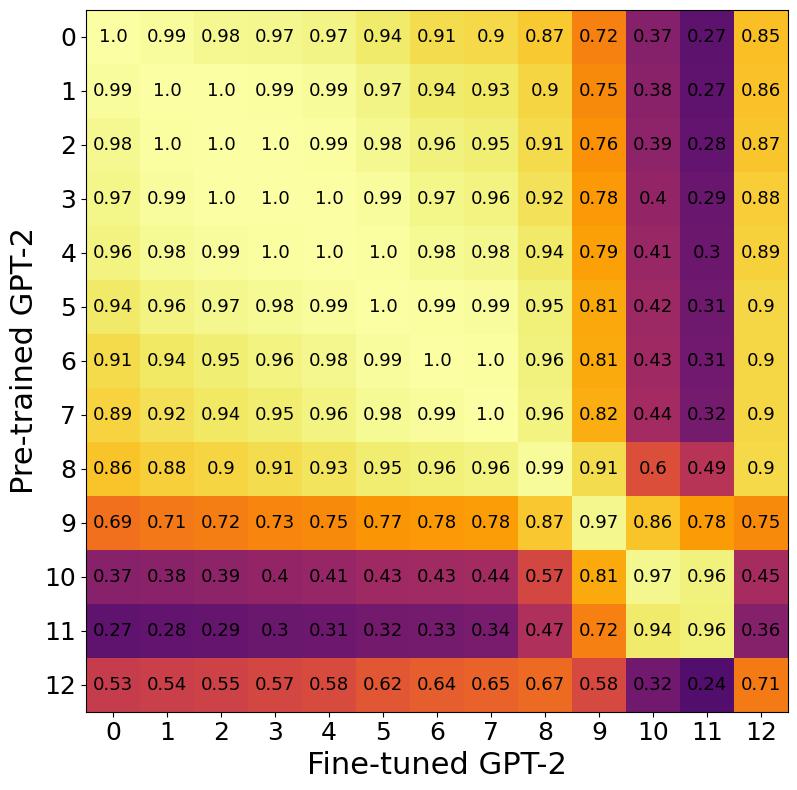 0 1.0 0.99 0.98 0.97 0.97 0.94 0.91 0.9 0.87 0.72 0.37 0.27 0.85
1 0.99 1.0 1.0 0.99 0.99 0.97 0.94 0.93 0.9 0.75 0.38 0.27 0.86
2 0.98 1.0 1.0 1.0 0.99 0.98 0.96 0.95 0.91 0.76 0.39 0.28 0.87
3 0.97 0.99 1.0 1.0 1.0 0.99 0.97 0.96 0.92 0.78 0.4 0.29 0.88
4 0.96 0.98 0.99 1.0 1.0 1.0 0.98 0.98 0.94 0.79 0.41 0.3 0.89
5 0.94 0.96 0.97 0.98 0.99 1.0 0.99 0.99 0.95 0.81 0.42 0.31 0.9
6 0.91 0.94 0.95 0.96 0.98 0.99 1.0 1.0 0.96 0.81 0.43 0.31 0.9
7 0.89 0.92 0.94 0.95 0.96 0.98 0.99 1.0 0.96 0.82 0.44 0.32 0.9
8 0.86 0.88 0.9 0.91 0.93 0.95 0.96 0.96 0.99 0.91 0.6 0.49 0.9
9 0.69 0.71 0.72 0.73 0.75 0.77 0.78 0.78 0.87 0.97 0.86 0.78 0.75
10 0.37 0.38 0.39 0.4 0.41 0.43 0.43 0.44 0.57 0.81 0.97 0.96 0.45
11 0.27 0.28 0.29 0.3 0.31 0.32 0.33 0.34 0.47 0.72 0.94 0.96 0.36
12 0.53 0.54 0.55 0.57 0.58 0.62 0.64 0.65 0.67 0.58 0.32 0.24 0.71
0 1 2 3 4 5 6 7 8 9 10 11 12
Pre-trained GPT-2
Fine-tuned GPT-2